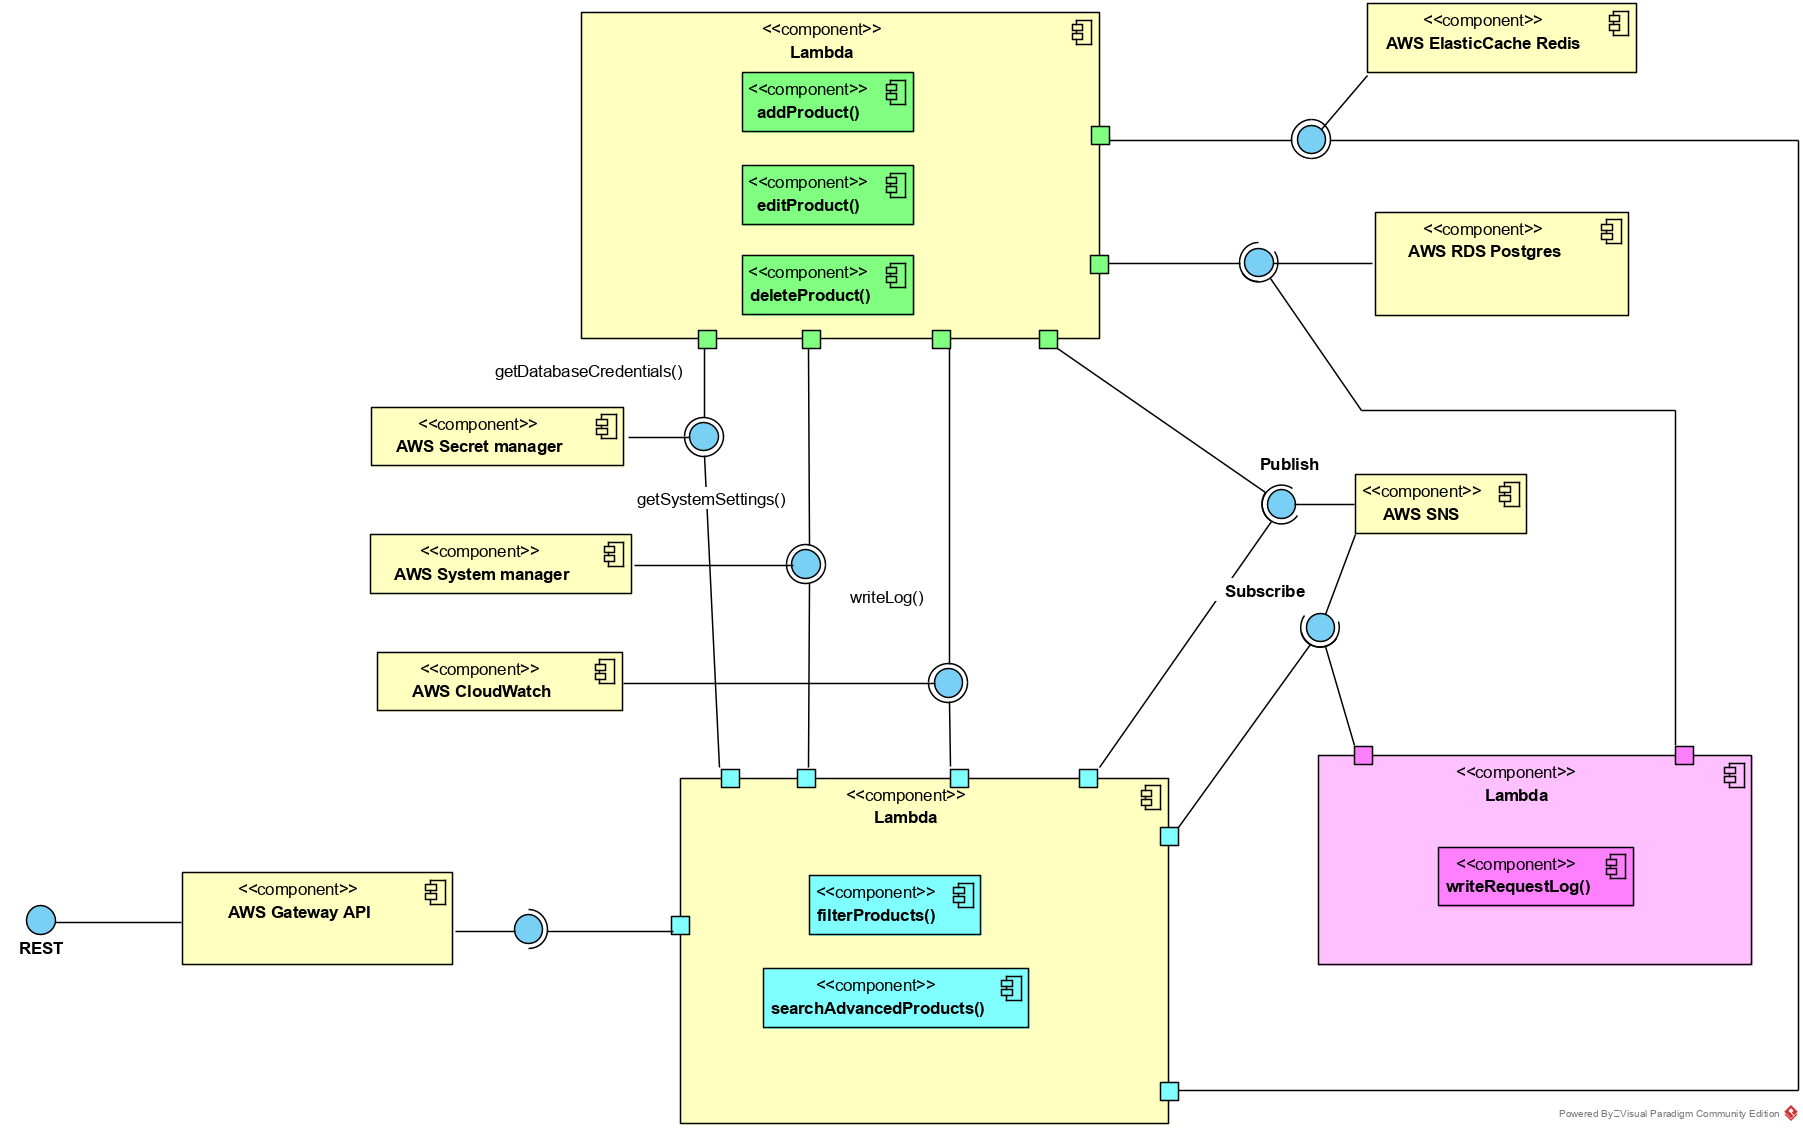 <<component>>
Lambda
<<component>>
addProduct()
<<component>>
editProduct()
<<component>>
deleteProduct()
<<component>>
AWS ElasticCache Redis
<<component>>
AWS RDS Postgres
getDatabaseCredentials()
<<component>>
AWS Secret manager
getSystemSettings()
<<component>>
AWS System manager
writeLog()
<<component>>
AWS CloudWatch
Publish
<<component>>
AWS SNS
Subscribe
<<component>>
Lambda
<<component>>
writeRequestLog()
<<component>>
Lambda
<<component>>
filterProducts()
<<component>>
searchAdvancedProducts()
<<component>>
AWS Gateway API
REST
Powered By Visual Paradigm Community Edition